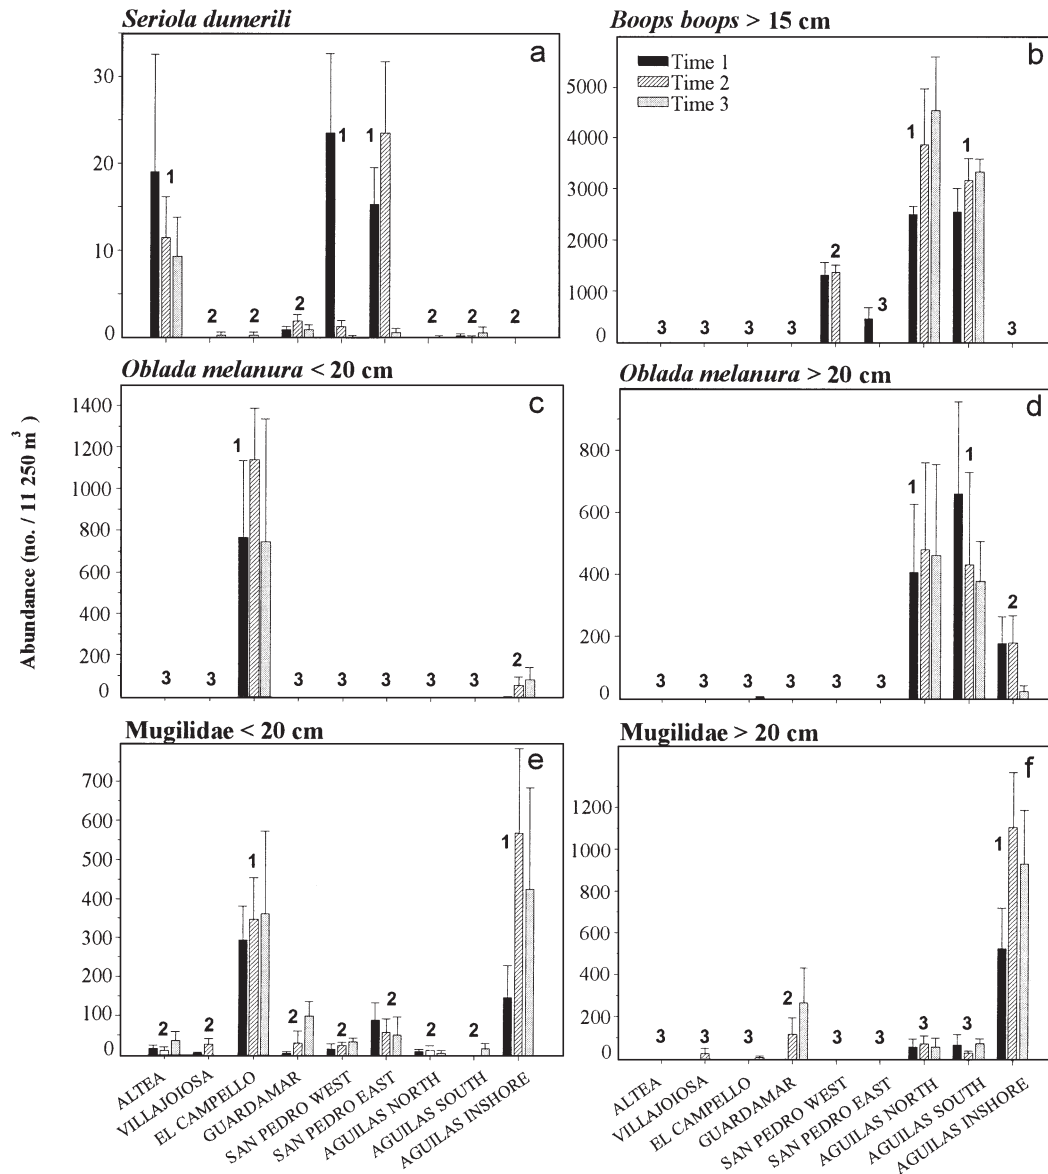 Seriola dumerili
a
30
20
10
0
1
2
2
2
1
1
2
2
2
Boops boops > 15 cm
b
Time 1
Time 2
Time 3
5000
4000
3000
2000
1000
0
3
3
3
3
2
3
1
1
3
Abundance (no. / 11 250 m³ )
Oblada melanura < 20 cm
c
1400
1200
1000
800
600
400
200
0
3
3
1
3
3
3
3
3
2
Oblada melanura > 20 cm
d
800
600
400
200
0
3
3
3
3
3
3
1
1
2
Mugilidae < 20 cm
e
700
600
500
400
300
200
100
0
2
2
1
2
2
2
2
2
1
ALTEA
VILLAJOIOSA
EL CAMPELLO
GUARDAMAR
SAN PEDRO WEST
SAN PEDRO EAST
AGUILAS NORTH
AGUILAS SOUTH
AGUILAS INSHORE
Mugilidae > 20 cm
f
1200
1000
800
600
400
200
0
3
3
3
2
3
3
3
3
1
ALTEA
VILLAJOIOSA
EL CAMPELLO
GUARDAMAR
SAN PEDRO WEST
SAN PEDRO EAST
AGUILAS NORTH
AGUILAS SOUTH
AGUILAS INSHORE